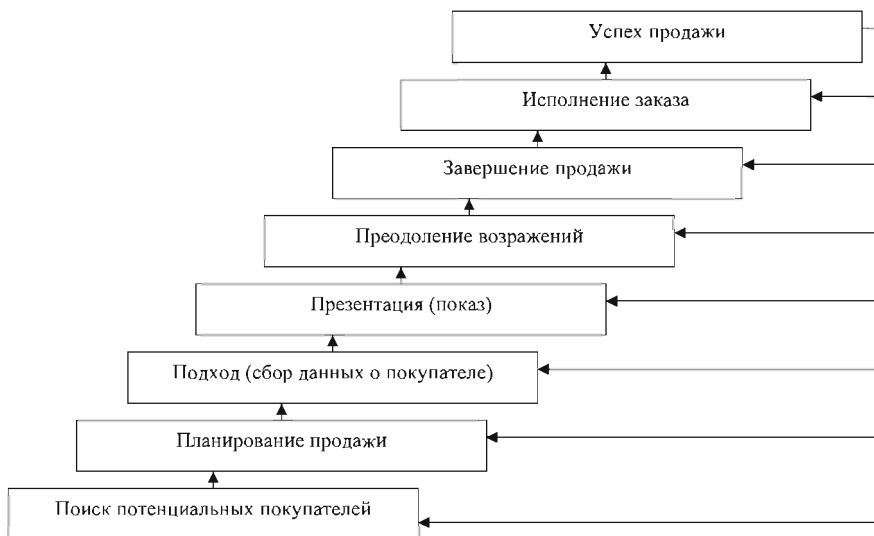 Успех продажи
Исполнение заказа
Завершение продажи
Преодоление возражений
Презентация (показ)
Подход (сбор данных о покупателе)
Планирование продажи
Поиск потенциальных покупателей